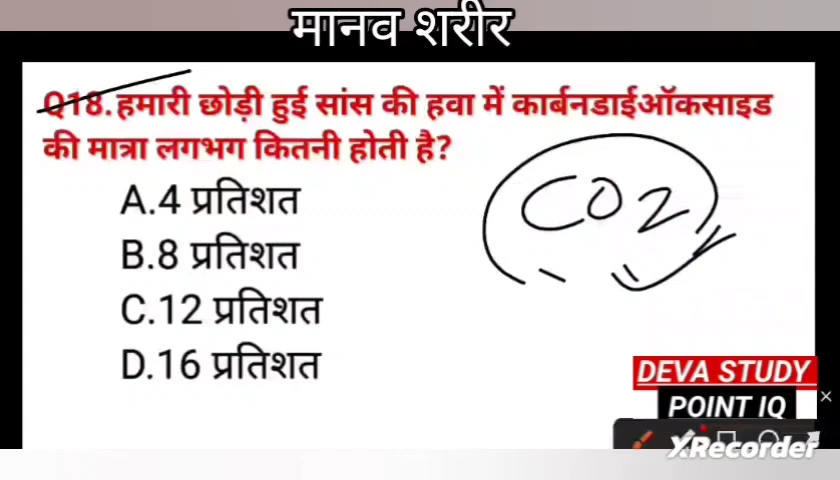 मानव शरीर
Q18. हमारी छोड़ी हुई सांस की हवा में कार्बनडाईऑकसाइड
की मात्रा लगभग कितनी होती है?
A.4 प्रतिशत
CO2
B.8 प्रतिशत
C.12 प्रतिशत
D.16 प्रतिशत
DEVA STUDY
POINT IQ
XRecorder